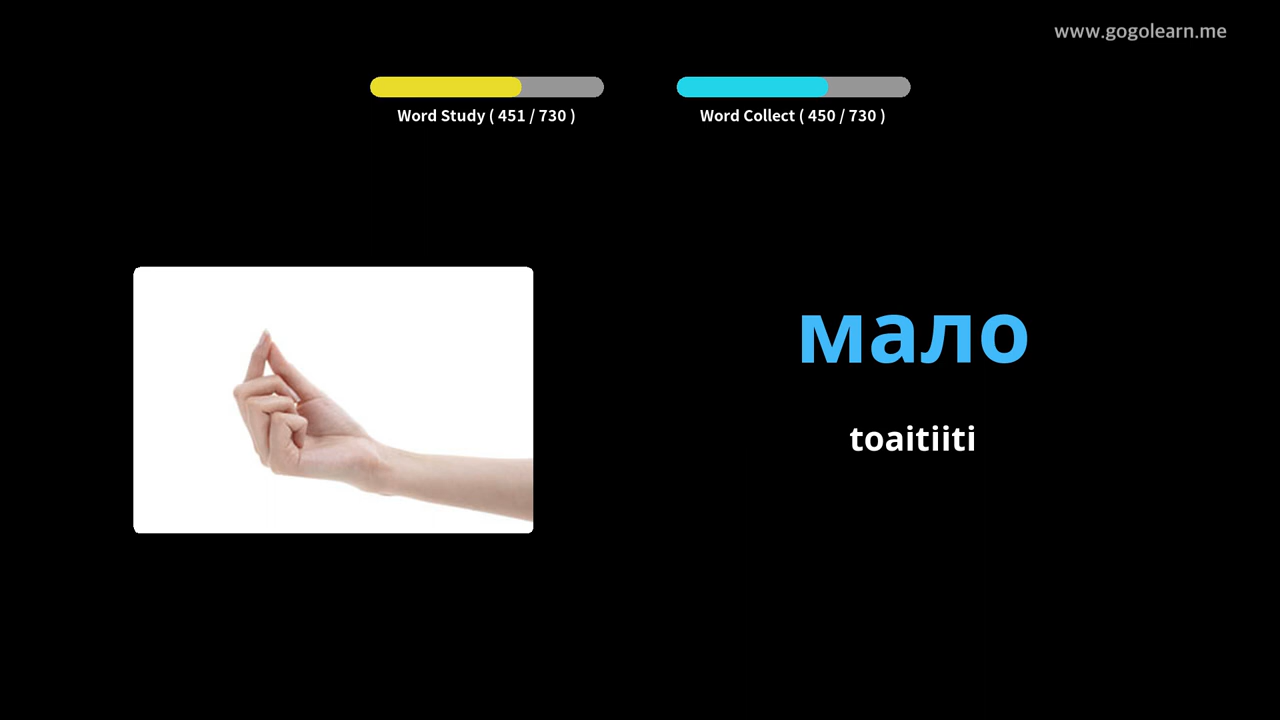 www.gogolearn.me
Word Study ( 451 / 730 )
Word Collect ( 450 / 730 )
мало
toaitiiti